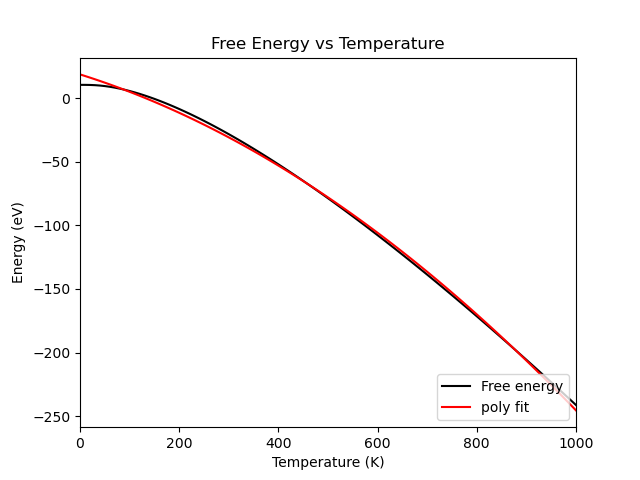 Free Energy vs Temperature
Energy (eV)
0
−50
−100
−150
−200
−250
Free energy
poly fit
0 200 400 600 800 1000
Temperature (K)